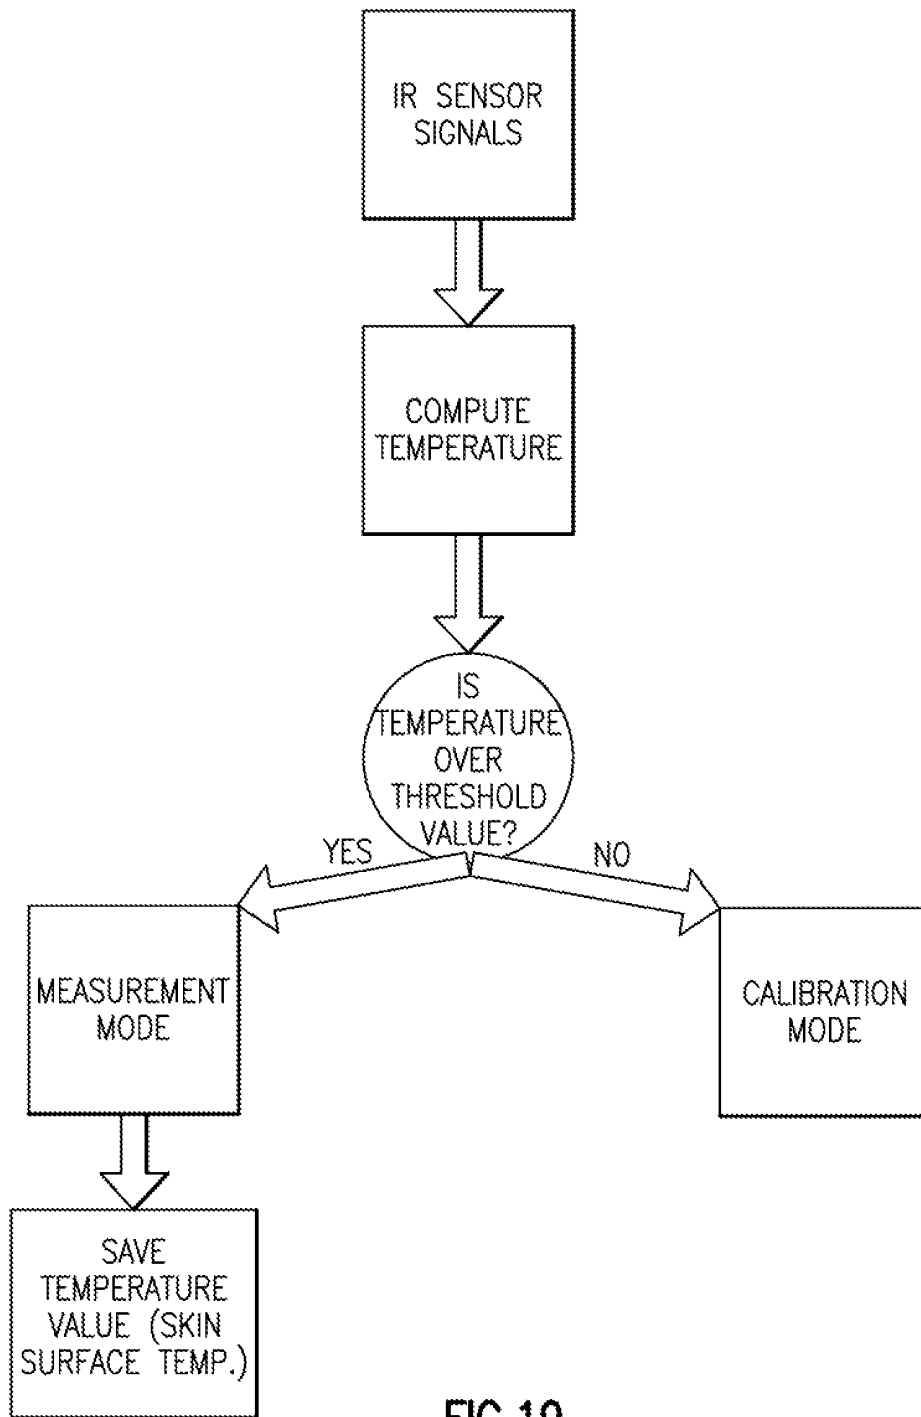 IR SENSOR
SIGNALS
COMPUTE
TEMPERATURE
IS
TEMPERATURE
OVER
THRESHOLD
VALUE?
YES
NO
MEASUREMENT
MODE
CALIBRATION
MODE
SAVE
TEMPERATURE
VALUE (SKIN
SURFACE TEMP.)